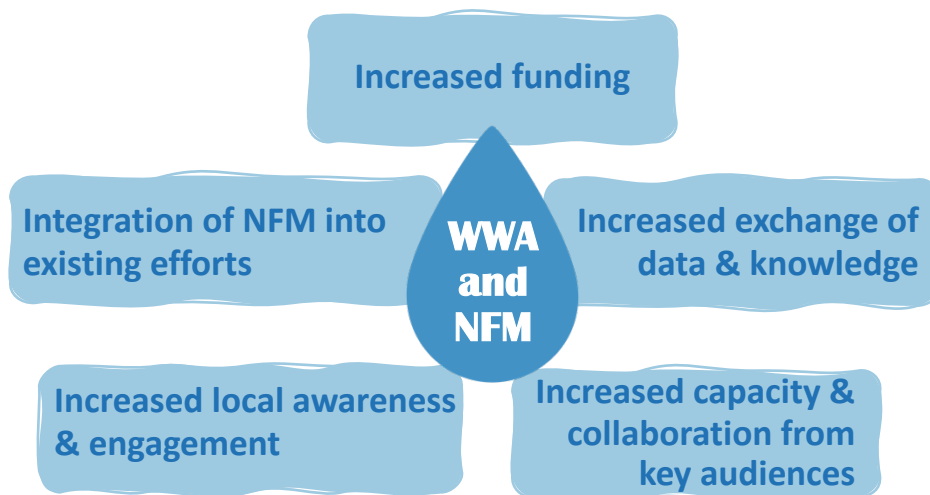 Increased funding
Integration of NFM into
existing efforts
WWA
and
NFM
Increased exchange of
data & knowledge
Increased local awareness
& engagement
Increased capacity &
collaboration from
key audiences